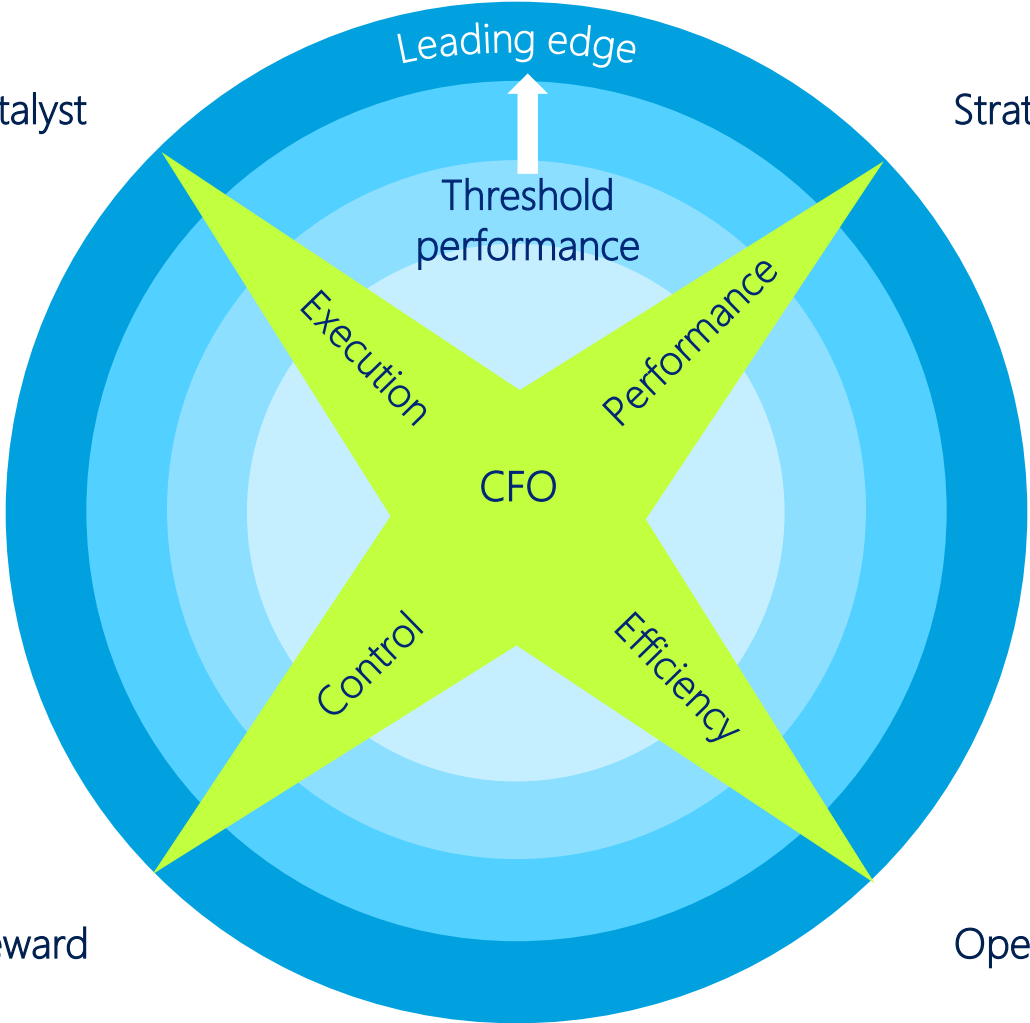 Leading edge
talyst
Strat
Threshold
performance
Execution
Performance
CFO
Control
Efficiency
eward
Ope